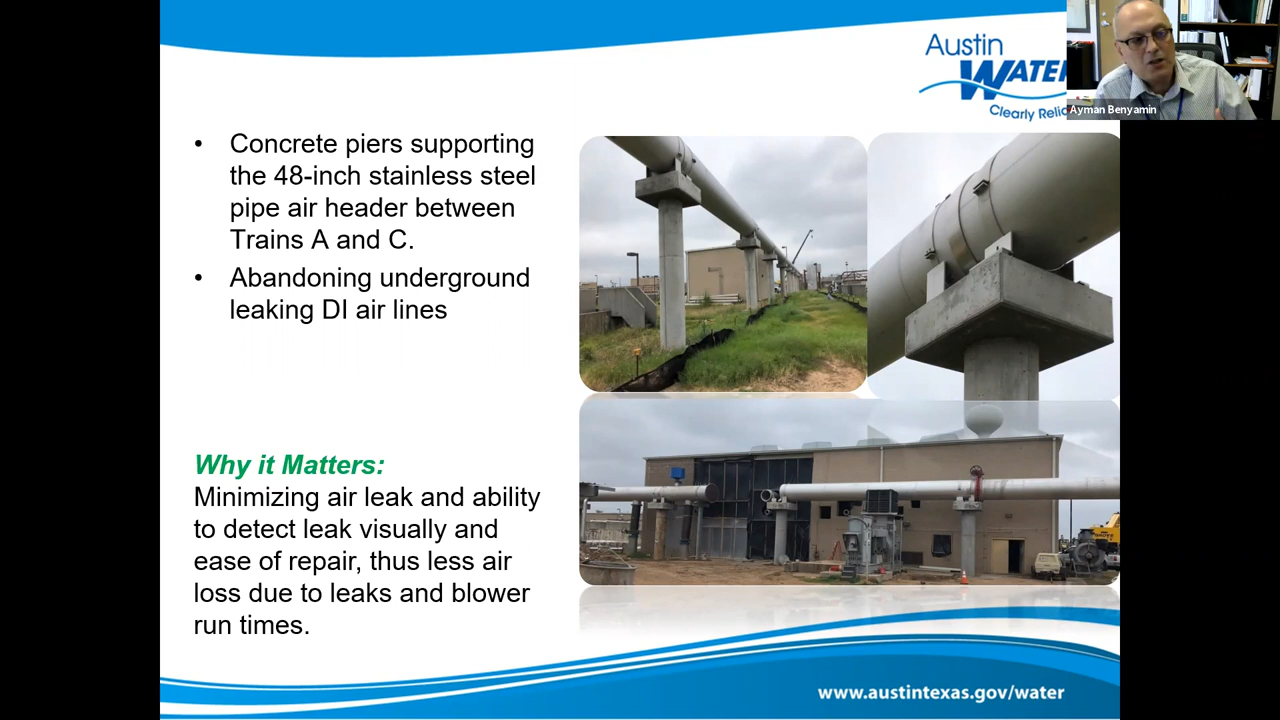 Austin
WATER
Clearly Relia
Ayman Benyamin
• Concrete piers supporting
the 48-inch stainless steel
pipe air header between
Trains A and C.
• Abandoning underground
leaking DI air lines
Why it Matters:
Minimizing air leak and ability
to detect leak visually and
ease of repair, thus less air
loss due to leaks and blower
run times.
www.austintexas.gov/water